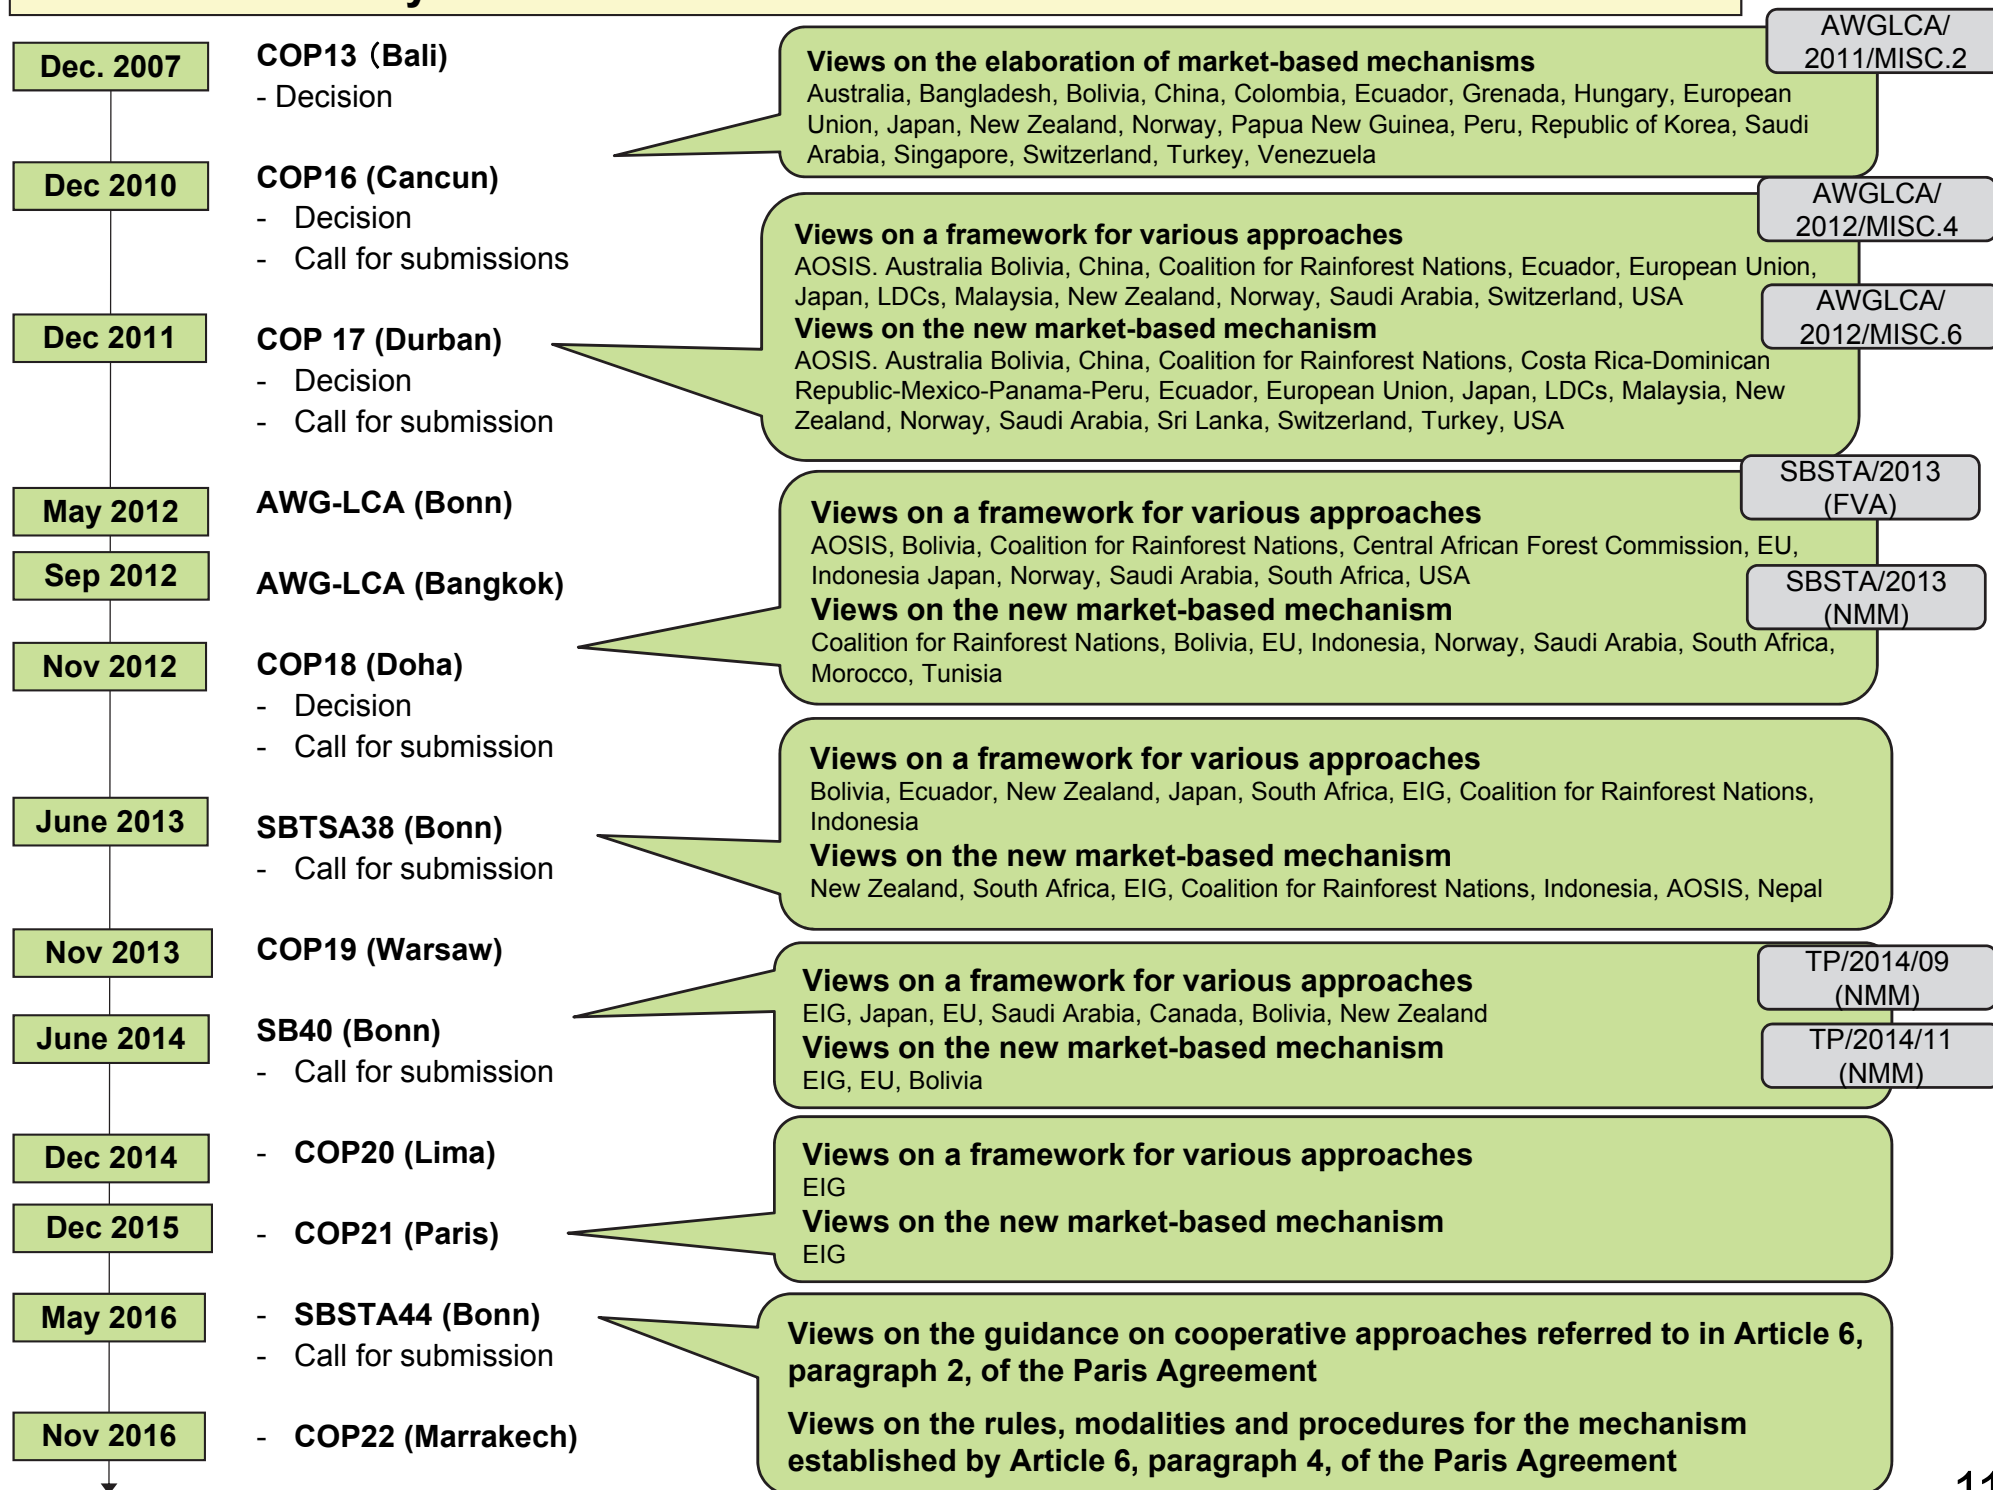 Dec. 2007
COP13（Bali)
- Decision
Views on the elaboration of market-based mechanisms
Australia, Bangladesh, Bolivia, China, Colombia, Ecuador, Grenada, Hungary, European
Union, Japan, New Zealand, Norway, Papua New Guinea, Peru, Republic of Korea, Saudi
Arabia, Singapore, Switzerland, Turkey, Venezuela
AWGLCA/
2011/MISC.2
Dec 2010
COP16 (Cancun)
- Decision
- Call for submissions
Views on a framework for various approaches
AOSIS. Australia Bolivia, China, Coalition for Rainforest Nations, Ecuador, European Union,
Japan, LDCs, Malaysia, New Zealand, Norway, Saudi Arabia, Switzerland, USA
AWGLCA/
2012/MISC.4
Views on the new market-based mechanism
AOSIS. Australia Bolivia, China, Coalition for Rainforest Nations, Costa Rica-Dominican
Republic-Mexico-Panama-Peru, Ecuador, European Union, Japan, LDCs, Malaysia, New
Zealand, Norway, Saudi Arabia, Sri Lanka, Switzerland, Turkey, USA
AWGLCA/
2012/MISC.6
Dec 2011
COP 17 (Durban)
- Decision
- Call for submission
May 2012
AWG-LCA (Bonn)
Sep 2012
AWG-LCA (Bangkok)
Views on a framework for various approaches
AOSIS, Bolivia, Coalition for Rainforest Nations, Central African Forest Commission, EU,
Indonesia Japan, Norway, Saudi Arabia, South Africa, USA
SBSTA/2013
(FVA)
Views on the new market-based mechanism
Coalition for Rainforest Nations, Bolivia, EU, Indonesia, Norway, Saudi Arabia, South Africa,
Morocco, Tunisia
SBSTA/2013
(NMM)
Nov 2012
COP18 (Doha)
- Decision
- Call for submission
Views on a framework for various approaches
Bolivia, Ecuador, New Zealand, Japan, South Africa, EIG, Coalition for Rainforest Nations,
Indonesia
Views on the new market-based mechanism
New Zealand, South Africa, EIG, Coalition for Rainforest Nations, Indonesia, AOSIS, Nepal
June 2013
SBTSA38 (Bonn)
- Call for submission
Nov 2013
COP19 (Warsaw)
Views on a framework for various approaches
EIG, Japan, EU, Saudi Arabia, Canada, Bolivia, New Zealand
Views on the new market-based mechanism
EIG, EU, Bolivia
TP/2014/09
(NMM)
TP/2014/11
(NMM)
June 2014
SB40 (Bonn)
- Call for submission
Dec 2014
- COP20 (Lima)
Views on a framework for various approaches
EIG
Views on the new market-based mechanism
EIG
Dec 2015
- COP21 (Paris)
May 2016
- SBSTA44 (Bonn)
- Call for submission
Views on the guidance on cooperative approaches referred to in Article 6,
paragraph 2, of the Paris Agreement
Views on the rules, modalities and procedures for the mechanism
established by Article 6, paragraph 4, of the Paris Agreement
Nov 2016
- COP22 (Marrakech)
11